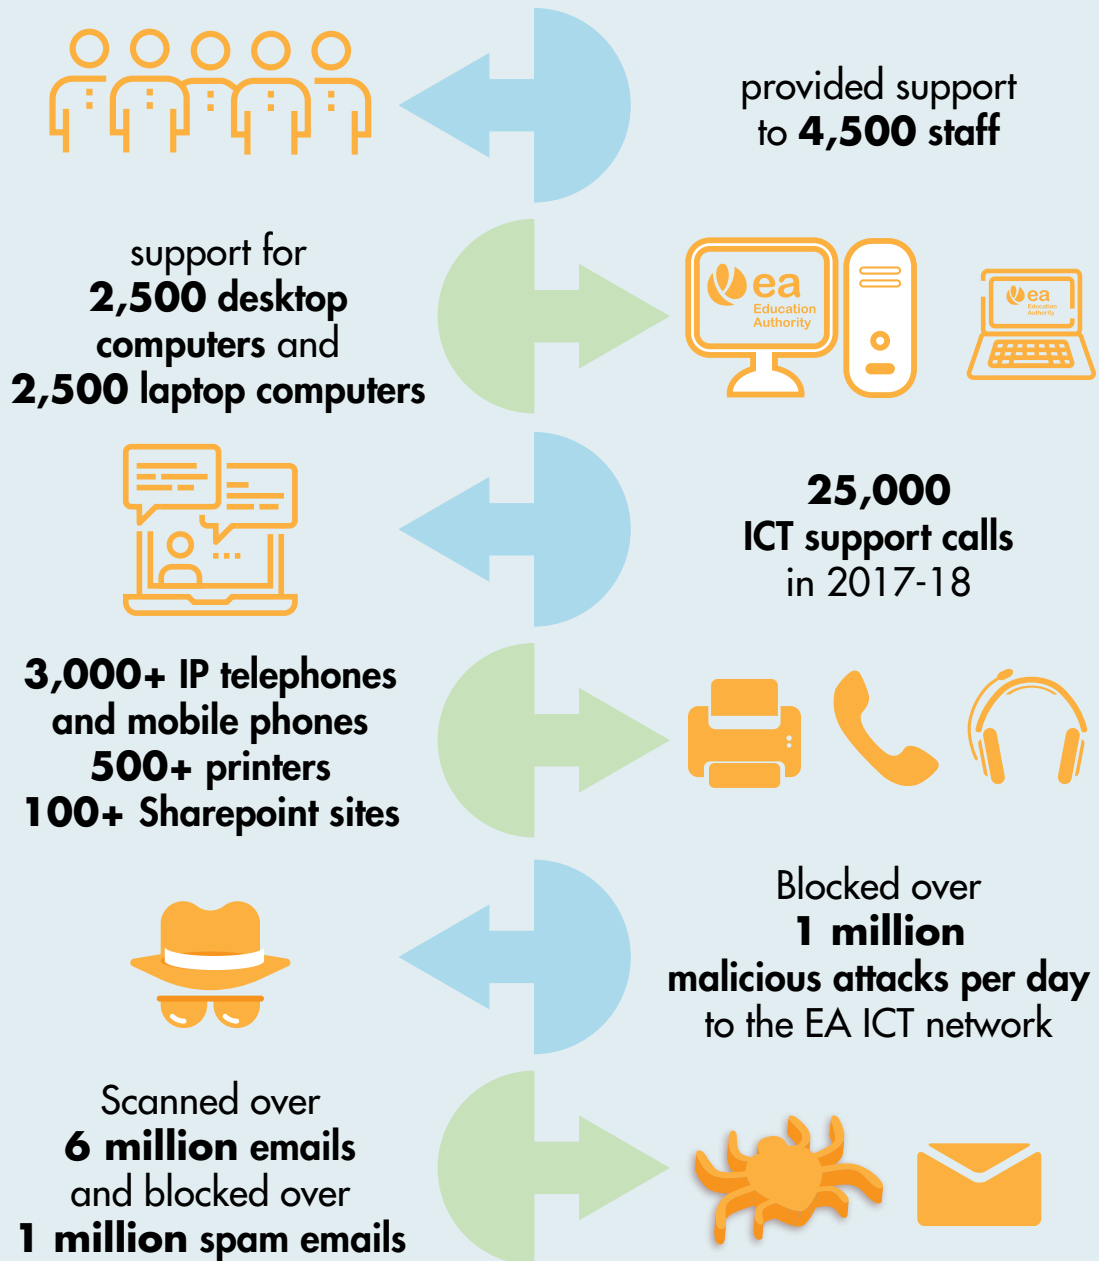 provided support
to 4,500 staff
support for
2,500 desktop
computers and
2,500 laptop computers
ea
Education
Authority
ea
Education
Authority
25,000
ICT support calls
in 2017-18
3,000+ IP telephones
and mobile phones
500+ printers
100+ Sharepoint sites
Blocked over
1 million
malicious attacks per day
to the EA ICT network
Scanned over
6 million emails
and blocked over
1 million spam emails